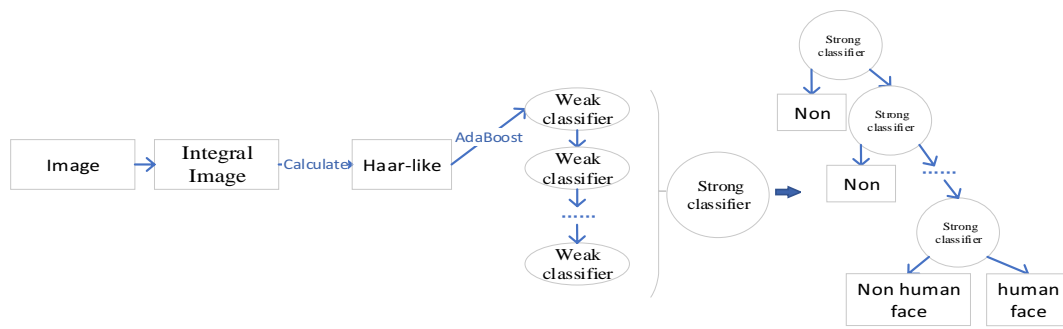 Image
Integral
Image
Calculate
Haar-like
AdaBoost
Weak
classifier
Weak
classifier
......
Weak
classifier
Strong
classifier
Strong
classifier
Non
Strong
classifier
Non
......
Strong
classifier
Non human
face
human
face